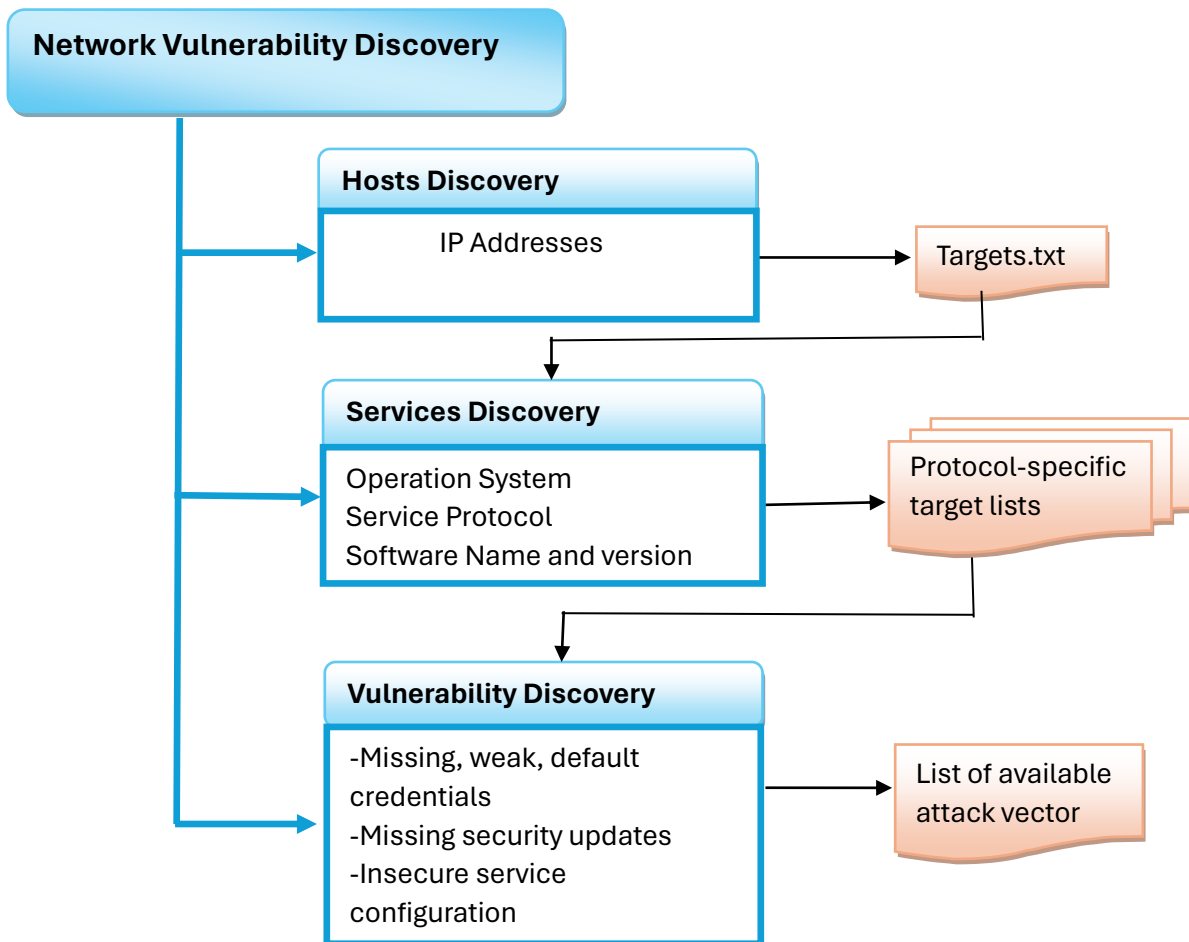 Network Vulnerability Discovery
Hosts Discovery
IP Addresses
Targets.txt
Services Discovery
Operation System
Service Protocol
Software Name and version
Protocol-specific
target lists
Vulnerability Discovery
-Missing, weak, default
credentials
-Missing security updates
-Insecure service
configuration
List of available
attack vector